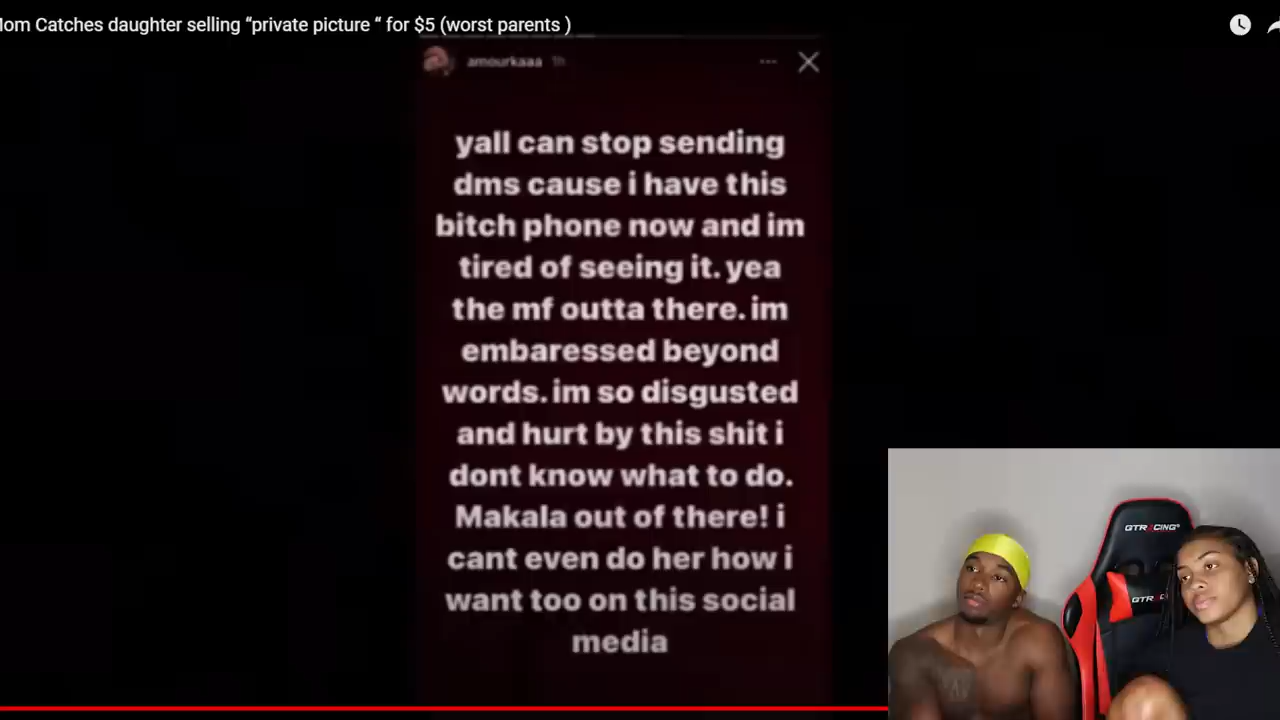 Mom Catches daughter selling “private picture “ for $5 (worst parents )
amourkaaa 1h
yall can stop sending
dms cause i have this
bitch phone now and im
tired of seeing it. yea
the mf outta there. im
embaressed beyond
words. im so disgusted
and hurt by this shit i
dont know what to do.
Makala out of there! i
cant even do her how i
want too on this social
media
GTRACING